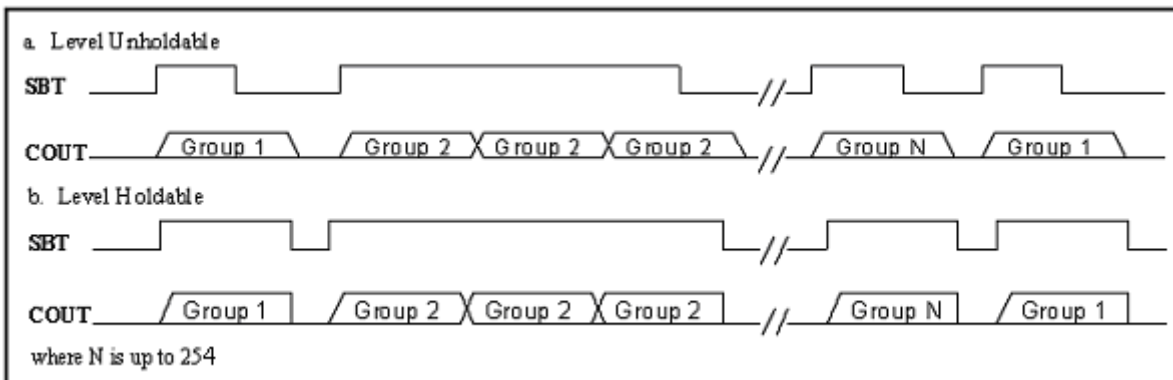 a. Level Unholdable
SBT
//
COUT Group 1 Group 2 Group 2 Group 2 // Group N Group 1
b. Level Holdable
SBT
//
COUT Group 1 Group 2 Group 2 Group 2 // Group N Group 1
where N is up to 254